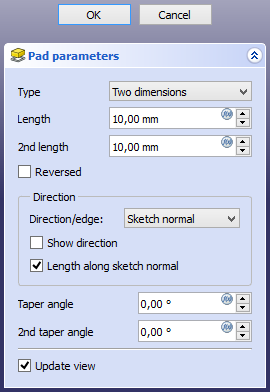 OK Cancel
Pad parameters
Type Two dimensions
Length 10,00 mm
2nd length 10,00 mm
Reversed
Direction
Direction/edge: Sketch normal
Show direction
Length along sketch normal
Taper angle 0,00 °
2nd taper angle 0,00 °
Update view